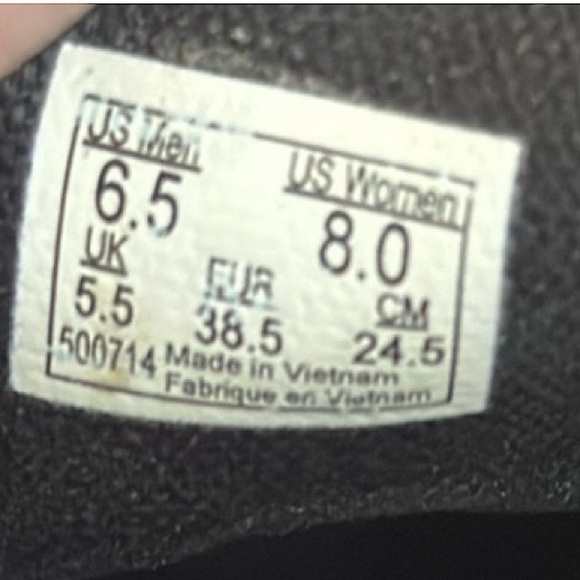 US Men
US Women
6.5
8.0
UK
EUR
CM
5.5
38.5
24.5
500714
Made in Vietnam
Fabrique en Vietnam